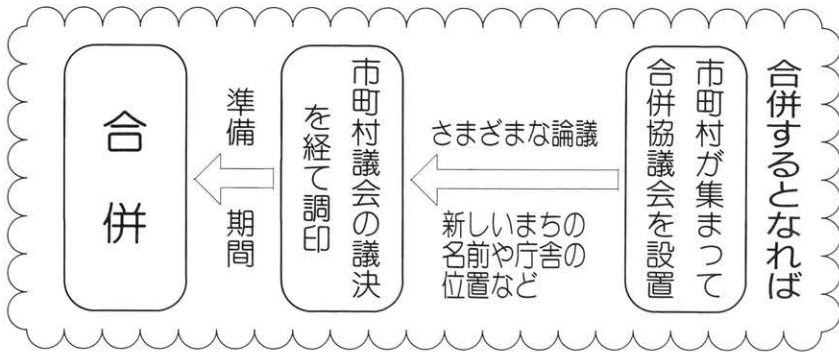 合併するとなれば
市町村が集まって
合併協議会を設置
さまざまな論議
新しいまちの
名前や庁舎の
位置など
市町村議会の議決
を経て調印
準備
期間
合併